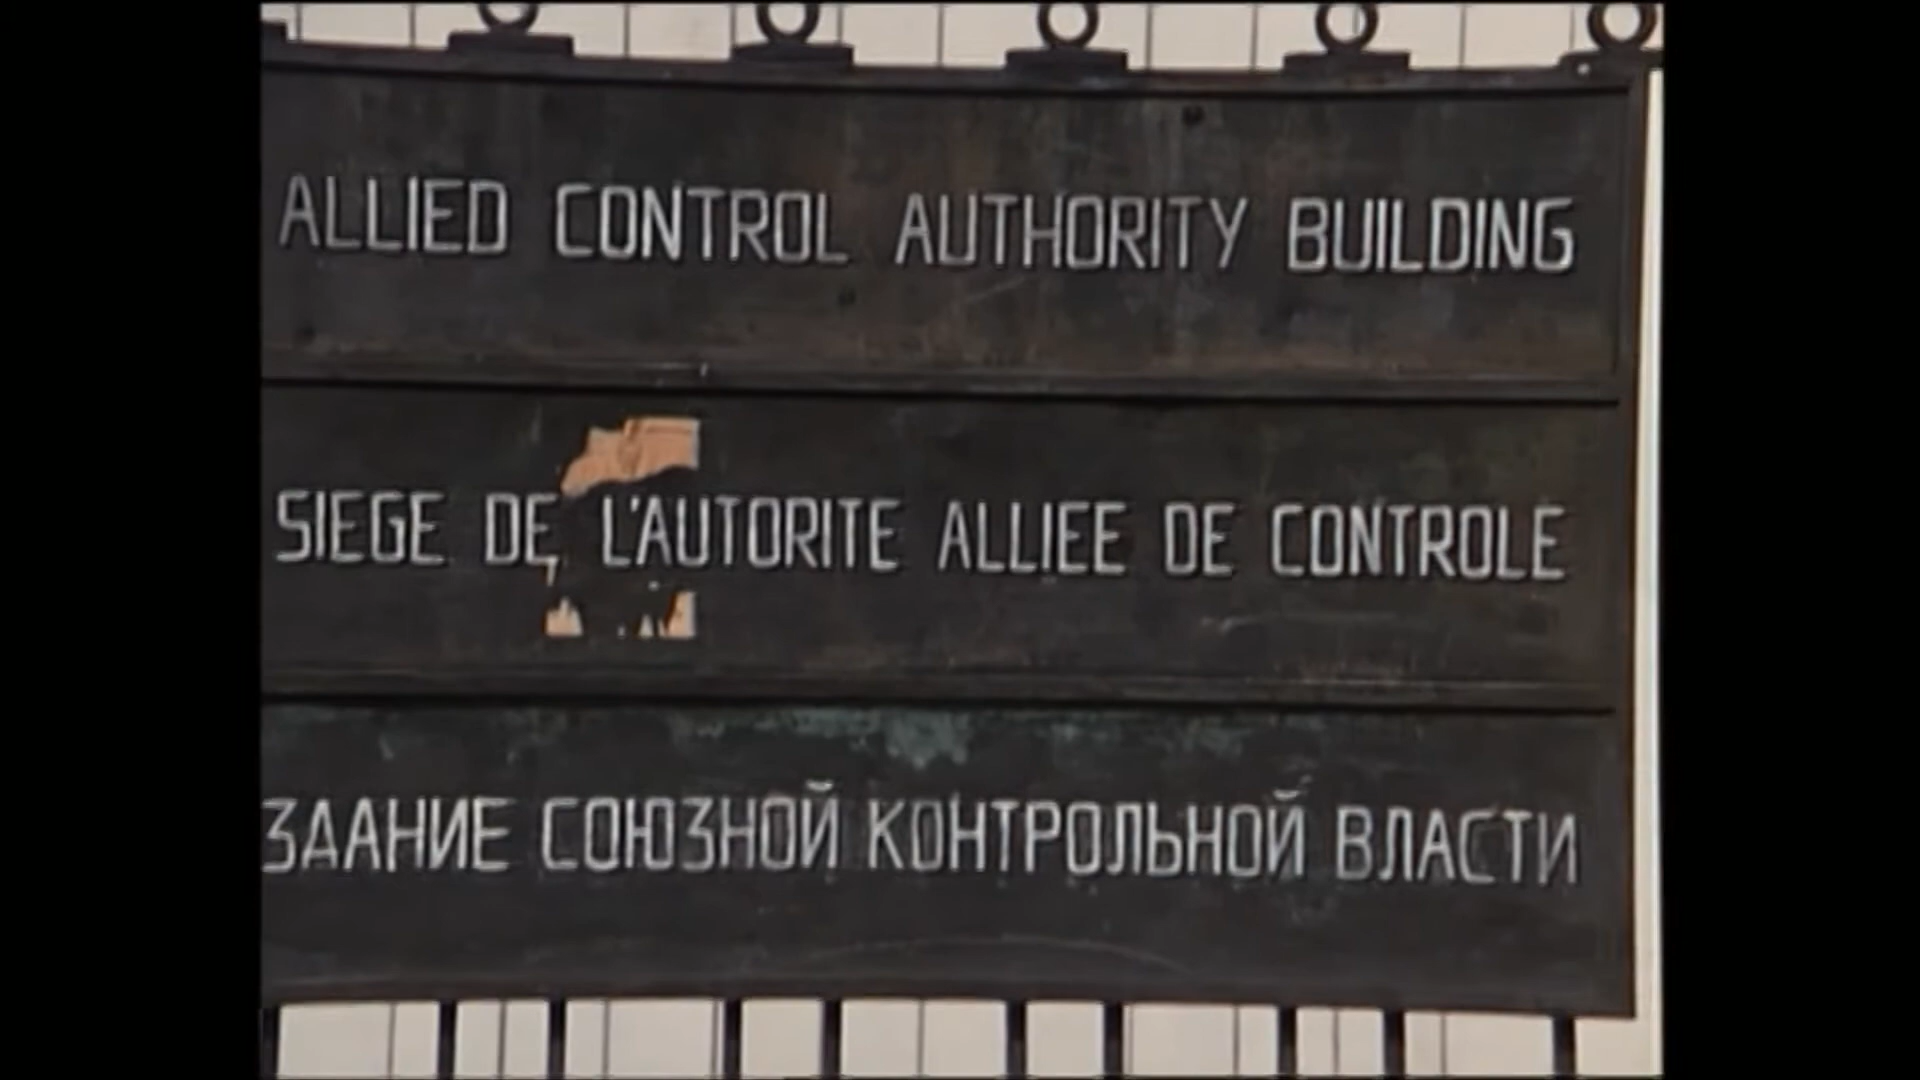 ALLIED CONTROL AUTHORITY BUILDING
SIEGE DE L'AUTORITE ALLIEE DE CONTROLE
ЗДАНИЕ СОЮЗНОЙ КОНТРОЛЬНОЙ ВЛАСТИ